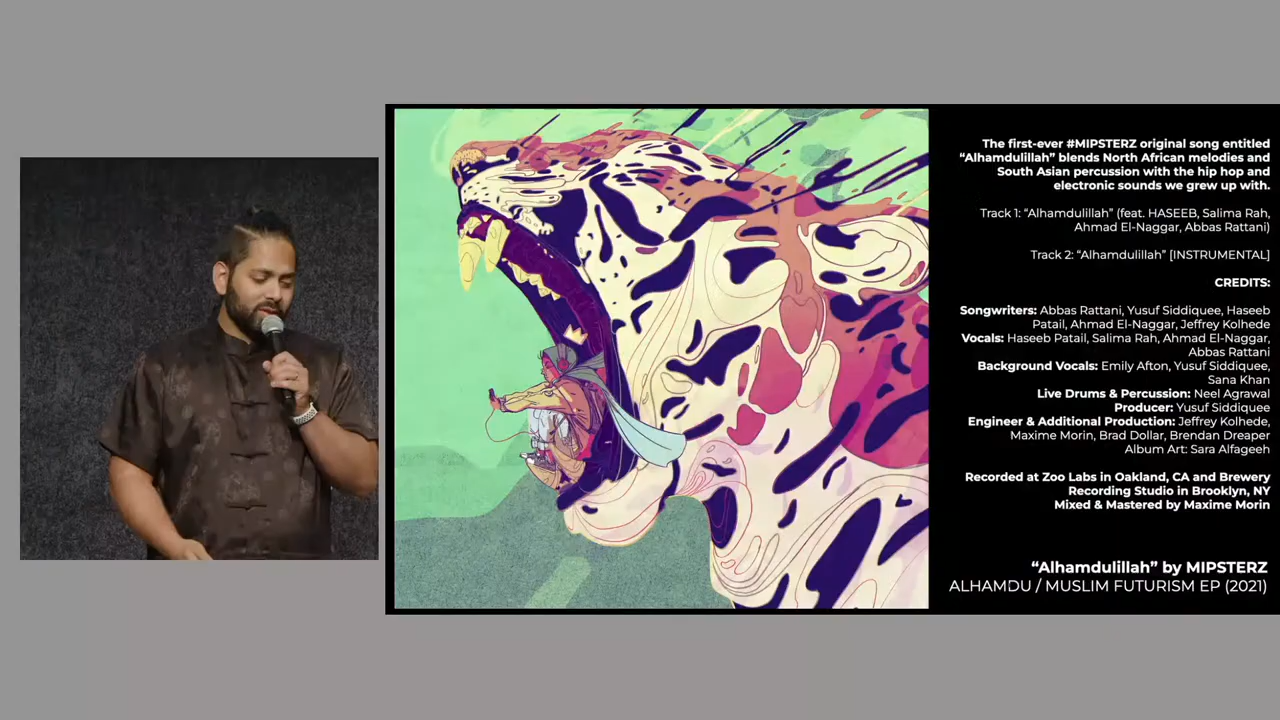 The first-ever #MIPSTERZ original song entitled
“Alhamdulillah” blends North African melodies and
South Asian percussion with the hip hop and
electronic sounds we grew up with.
Track 1: “Alhamdulillah” (feat. HASEEB, Salima Rah,
Ahmad El-Naggar, Abbas Rattani)
Track 2: “Alhamdulillah” [INSTRUMENTAL]
CREDITS:
Songwriters: Abbas Rattani, Yusuf Siddiquee, Haseeb
Patail, Ahmad El-Naggar, Jeffrey Kolhede
Vocals: Haseeb Patail, Salima Rah, Ahmad El-Naggar,
Abbas Rattani
Background Vocals: Emily Afton, Yusuf Siddiquee,
Sana Khan
Live Drums & Percussion: Neel Agrawal
Producer: Yusuf Siddiquee
Engineer & Additional Production: Jeffrey Kolhede,
Maxime Morin, Brad Dollar, Brendan Dreaper
Album Art: Sara Alfageeh
Recorded at Zoo Labs in Oakland, CA and Brewery
Recording Studio in Brooklyn, NY
Mixed & Mastered by Maxime Morin
“Alhamdulillah” by MIPSTERZ
ALHAMDU / MUSLIM FUTURISM EP (2021)